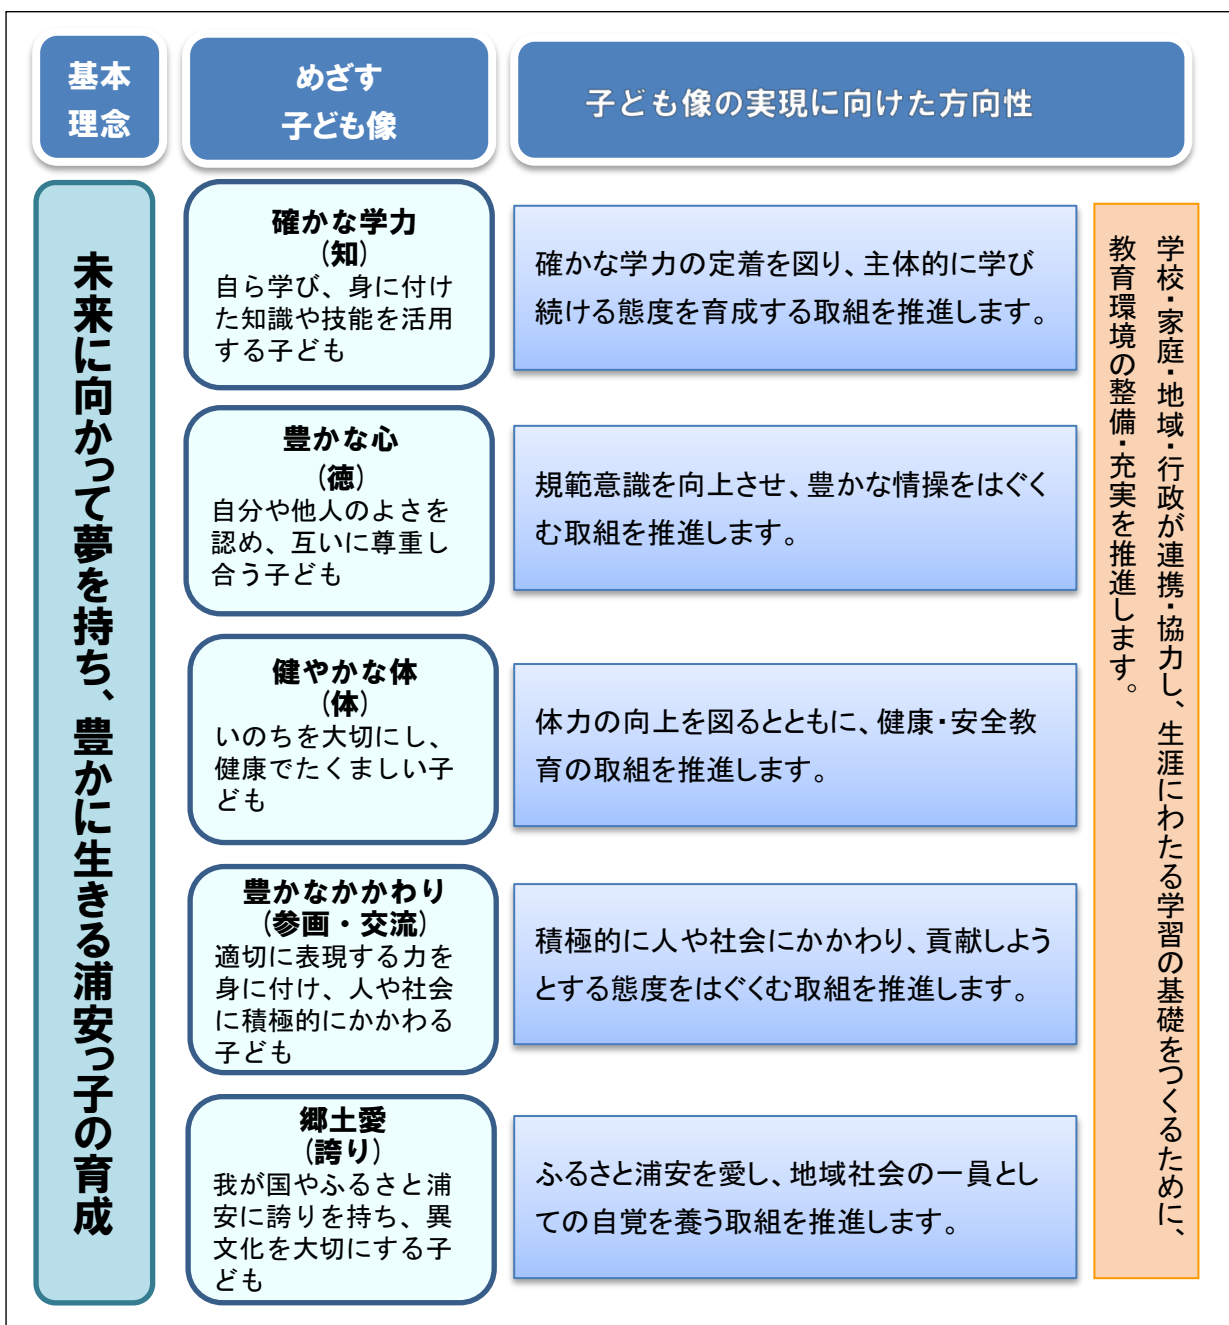 基本
理念
めざす
子ども像
子ども像の実現に向けた方向性
未来に向かって夢を持ち、豊かに生きる浦安っ子の育成
確かな学力
(知)
自ら学び、身に付け
た知識や技能を活用
する子ども
確かな学力の定着を図り、主体的に学び
続ける態度を育成する取組を推進します。
豊かな心
(徳)
自分や他人のよさを
認め、互いに尊重し
合う子ども
規範意識を向上させ、豊かな情操をはぐく
む取組を推進します。
健やかな体
(体)
いのちを大切にし、
健康でたくましい子
ども
体力の向上を図るとともに、健康・安全教
育の取組を推進します。
豊かなかかわり
(参画・交流)
適切に表現する力を
身に付け、人や社会
に積極的にかかわる
子ども
積極的に人や社会にかかわり、貢献しよう
とする態度をはぐくむ取組を推進します。
郷土愛
(誇り)
我が国やふるさと浦
安に誇りを持ち、異
文化を大切にする子
ども
ふるさと浦安を愛し、地域社会の一員とし
ての自覚を養う取組を推進します。
学校・家庭・地域・行政が連携・協力し、生涯にわたる学習の基礎をつくるために、
教育環境の整備・充実を推進します。